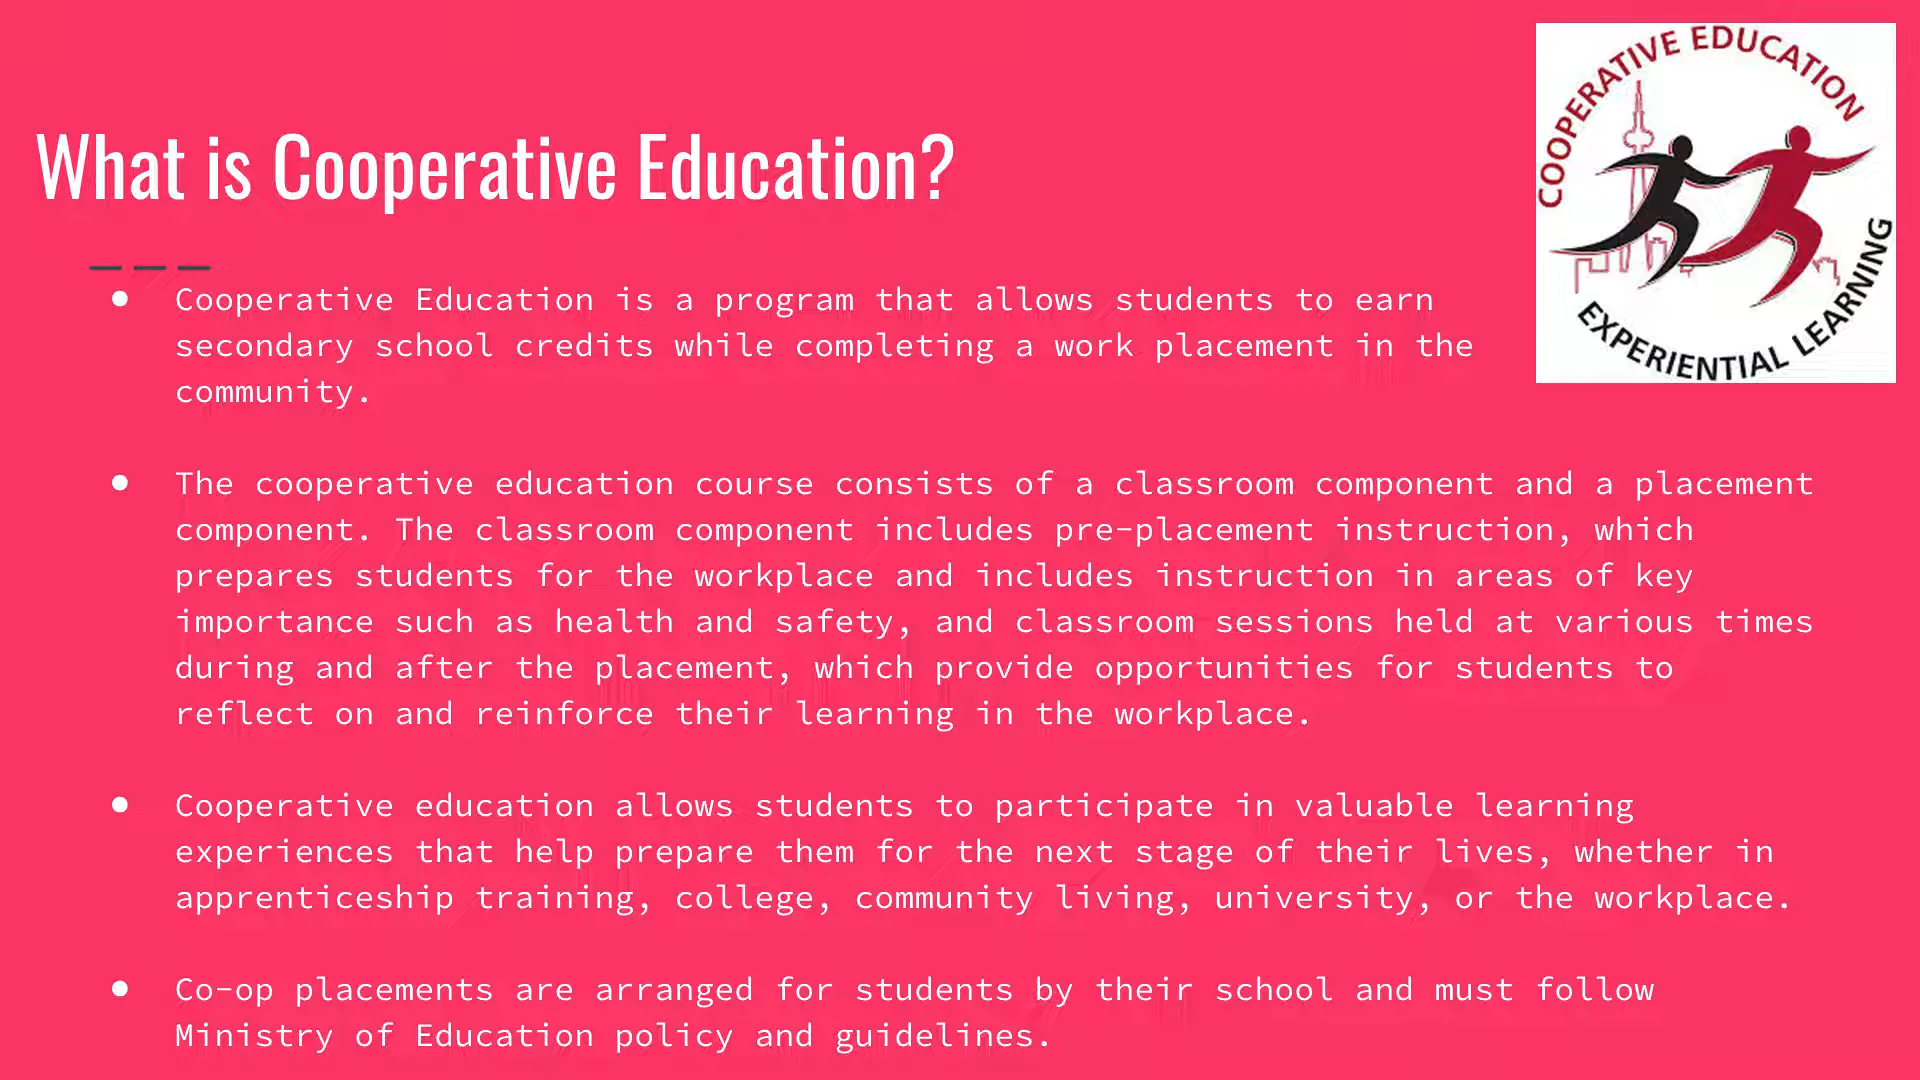 COOPERATIVE EDUCATION
EXPERIENTIAL LEARNING
What is Cooperative Education?
● Cooperative Education is a program that allows students to earn
secondary school credits while completing a work placement in the
community.
● The cooperative education course consists of a classroom component and a placement
component. The classroom component includes pre-placement instruction, which
prepares students for the workplace and includes instruction in areas of key
importance such as health and safety, and classroom sessions held at various times
during and after the placement, which provide opportunities for students to
reflect on and reinforce their learning in the workplace.
● Cooperative education allows students to participate in valuable learning
experiences that help prepare them for the next stage of their lives, whether in
apprenticeship training, college, community living, university, or the workplace.
● Co-op placements are arranged for students by their school and must follow
Ministry of Education policy and guidelines.